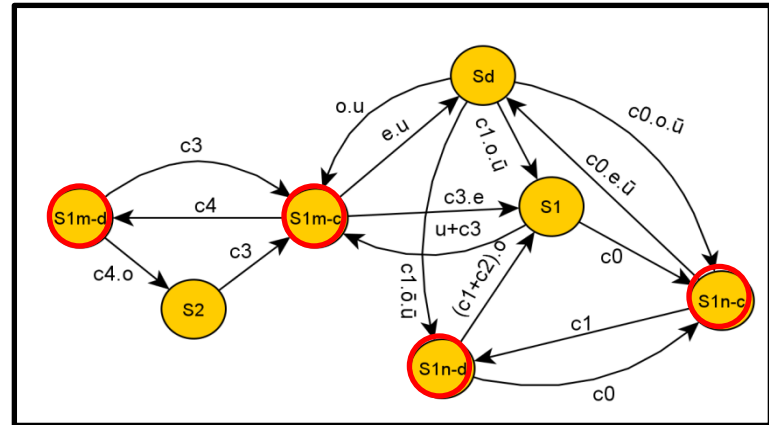 Sd
o.u
e.u
c1.o.ū
c0.o.ū
c0.e.ū
c3
S1m-d
c4
S1m-c
c3.e
S1
u+c3
c4.o
c3
S2
c1.ō.ū
(c1+c2).o
c0
S1n-c
c1
S1n-d
c0